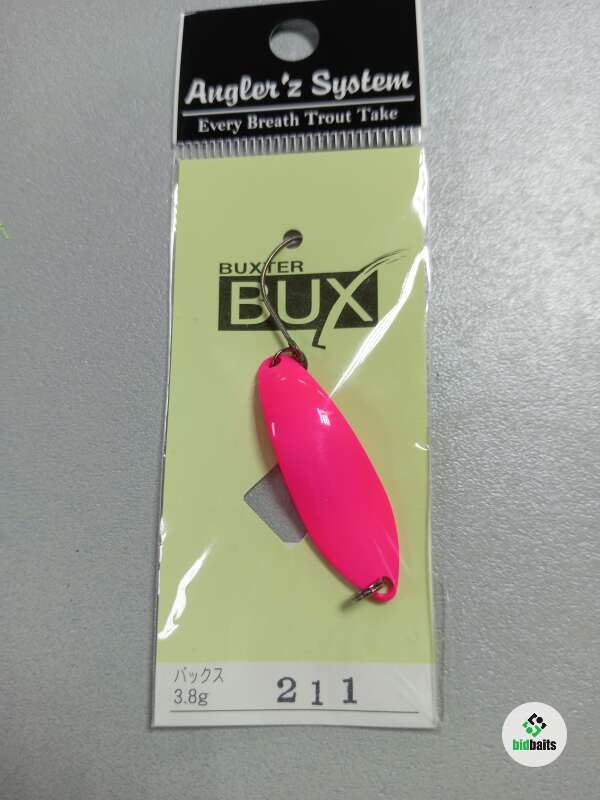 Angler'z System
Every Breath Trout Take
BUXTER
BUX
バックス
3.8g
211
bidbaits